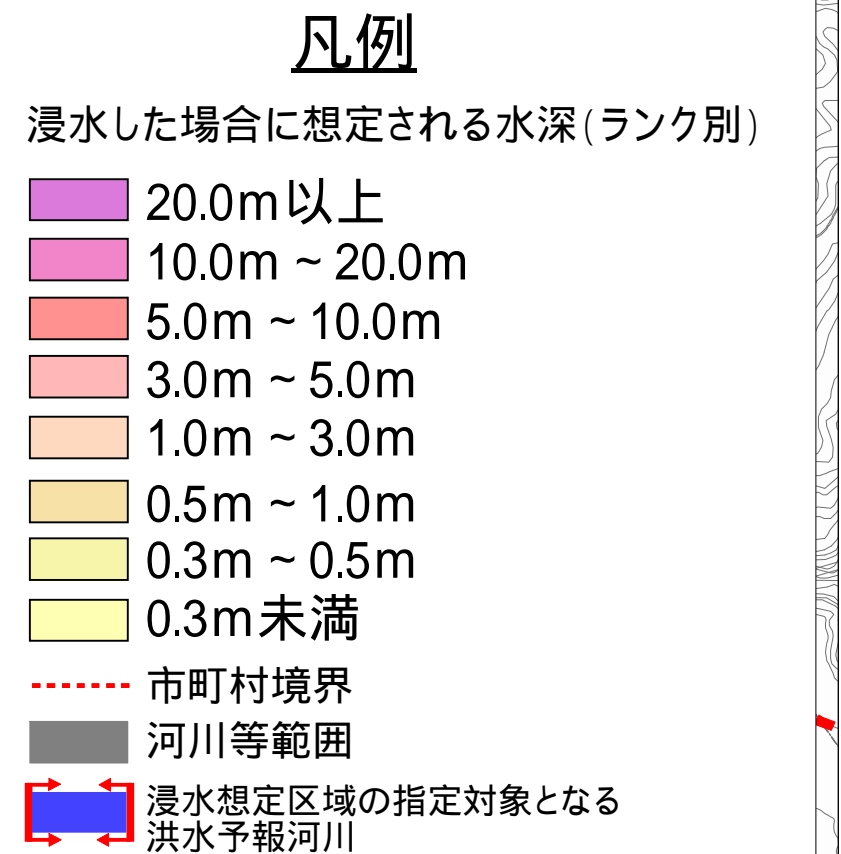 凡例
浸水した場合に想定される水深(ランク別)
20.0m以上
10.0m ~ 20.0m
5.0m ~ 10.0m
3.0m ~ 5.0m
1.0m ~ 3.0m
0.5m ~ 1.0m
0.3m ~ 0.5m
0.3m未満
市町村境界
河川等範囲
浸水想定区域の指定対象となる
洪水予報河川